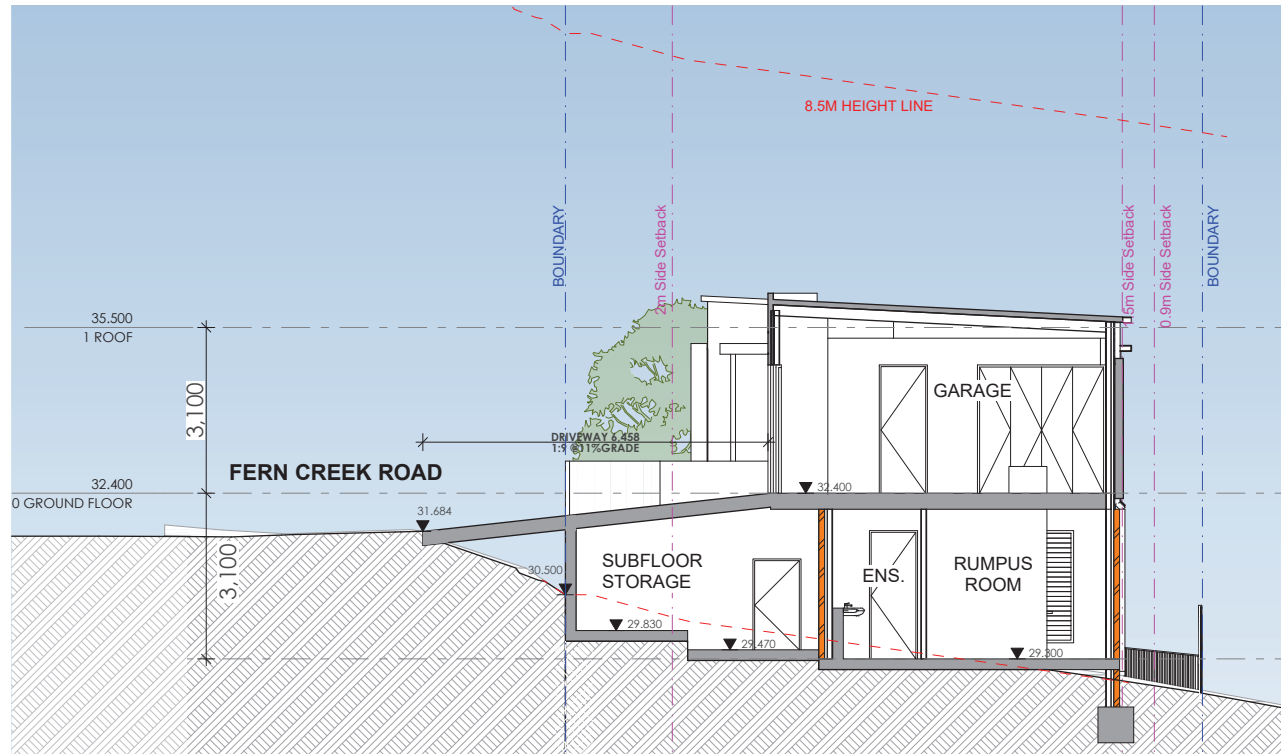 8.5M HEIGHT LINE
BOUNDARY
2m Side Setback
5m Side Setback
0.9m Side Setback
BOUNDARY
35.500
1 ROOF
3,100
GARAGE
DRIVEWAY 6.458
1:9 @11%GRADE
FERN CREEK ROAD
32.400
0 GROUND FLOOR
32.400
31.684
3,100
30.500
SUBFLOOR
STORAGE
ENS.
RUMPUS
ROOM
29.830
29.470
29.300